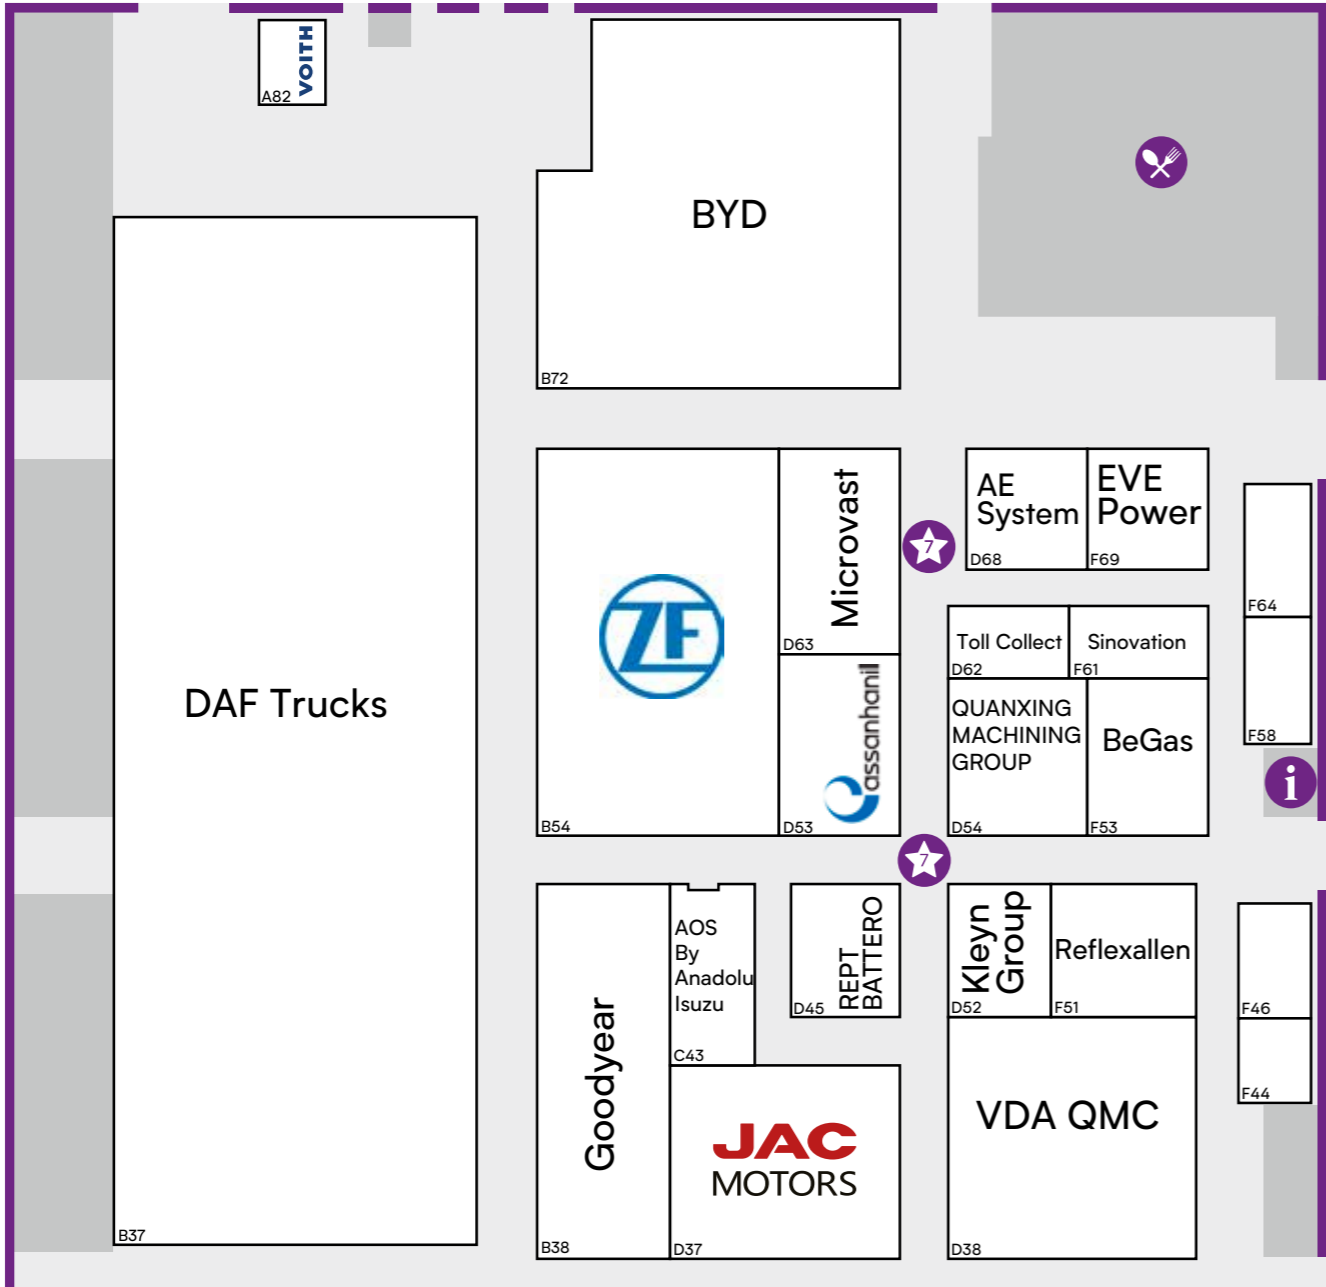 VOITH
A82
BYD
B72
DAF Trucks
B37
ZF
B54
Microvast
D63
assanhanil
D53
7
AE
System
D68
EVE
Power
F69
Toll Collect
D62
Sinovation
F61
QUANXING
MACHINING
GROUP
D54
BeGas
F53
F64
F58
i
7
Goodyear
B38
AOS
By
Anadolu
Isuzu
C43
REPT
BATTERO
D45
Kleyn
Group
D52
Reflexallen
F51
JAC
MOTORS
D37
VDA QMC
D38
F46
F44